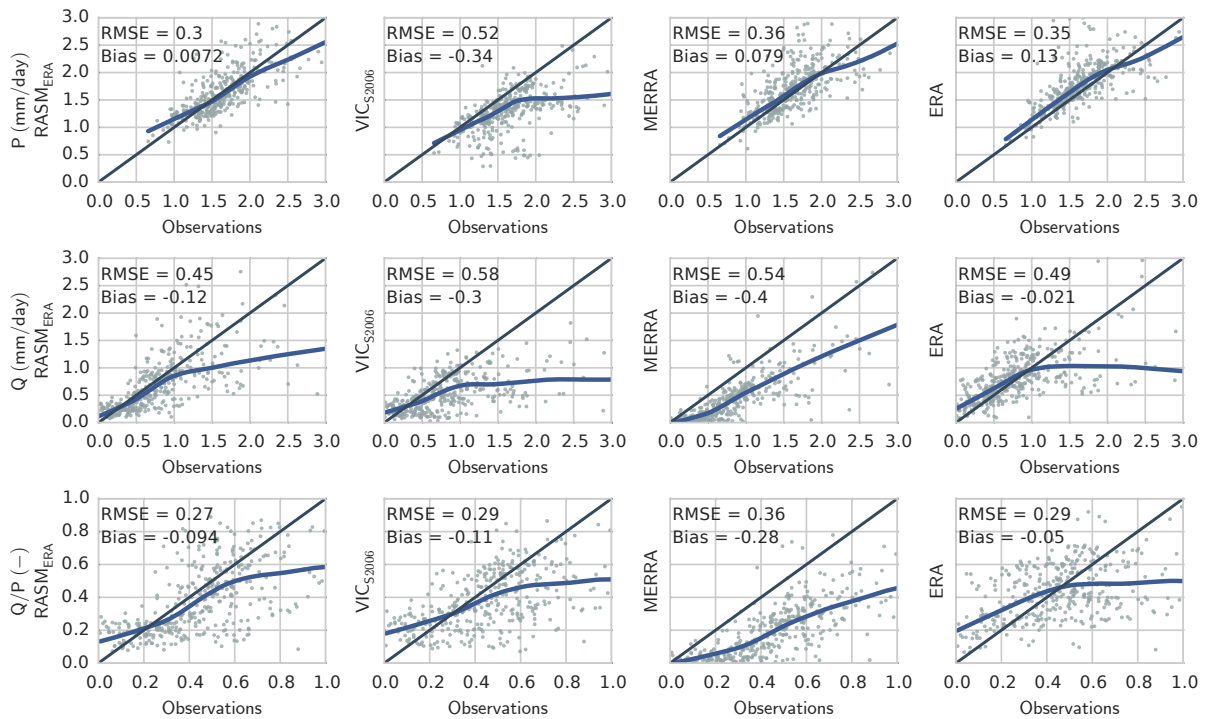 P (mm/day)
RASM_ERA
3.0
2.5
2.0
1.5
1.0
0.5
0.0
RMSE = 0.3
Bias = 0.0072
0.0 0.5 1.0 1.5 2.0 2.5 3.0
Observations
VIC_S2006
RMSE = 0.52
Bias = -0.34
0.0 0.5 1.0 1.5 2.0 2.5 3.0
Observations
MERRA
RMSE = 0.36
Bias = 0.079
0.0 0.5 1.0 1.5 2.0 2.5 3.0
Observations
ERA
RMSE = 0.35
Bias = 0.13
0.0 0.5 1.0 1.5 2.0 2.5 3.0
Observations
Q (mm/day)
RASM_ERA
3.0
2.5
2.0
1.5
1.0
0.5
0.0
RMSE = 0.45
Bias = -0.12
0.0 0.5 1.0 1.5 2.0 2.5 3.0
Observations
VIC_S2006
RMSE = 0.58
Bias = -0.3
0.0 0.5 1.0 1.5 2.0 2.5 3.0
Observations
MERRA
RMSE = 0.54
Bias = -0.4
0.0 0.5 1.0 1.5 2.0 2.5 3.0
Observations
ERA
RMSE = 0.49
Bias = -0.021
0.0 0.5 1.0 1.5 2.0 2.5 3.0
Observations
Q/P (−)
RASM_ERA
1.0
0.8
0.6
0.4
0.2
0.0
RMSE = 0.27
Bias = -0.094
0.0 0.2 0.4 0.6 0.8 1.0
Observations
VIC_S2006
RMSE = 0.29
Bias = -0.11
0.0 0.2 0.4 0.6 0.8 1.0
Observations
MERRA
RMSE = 0.36
Bias = -0.28
0.0 0.2 0.4 0.6 0.8 1.0
Observations
ERA
RMSE = 0.29
Bias = -0.05
0.0 0.2 0.4 0.6 0.8 1.0
Observations